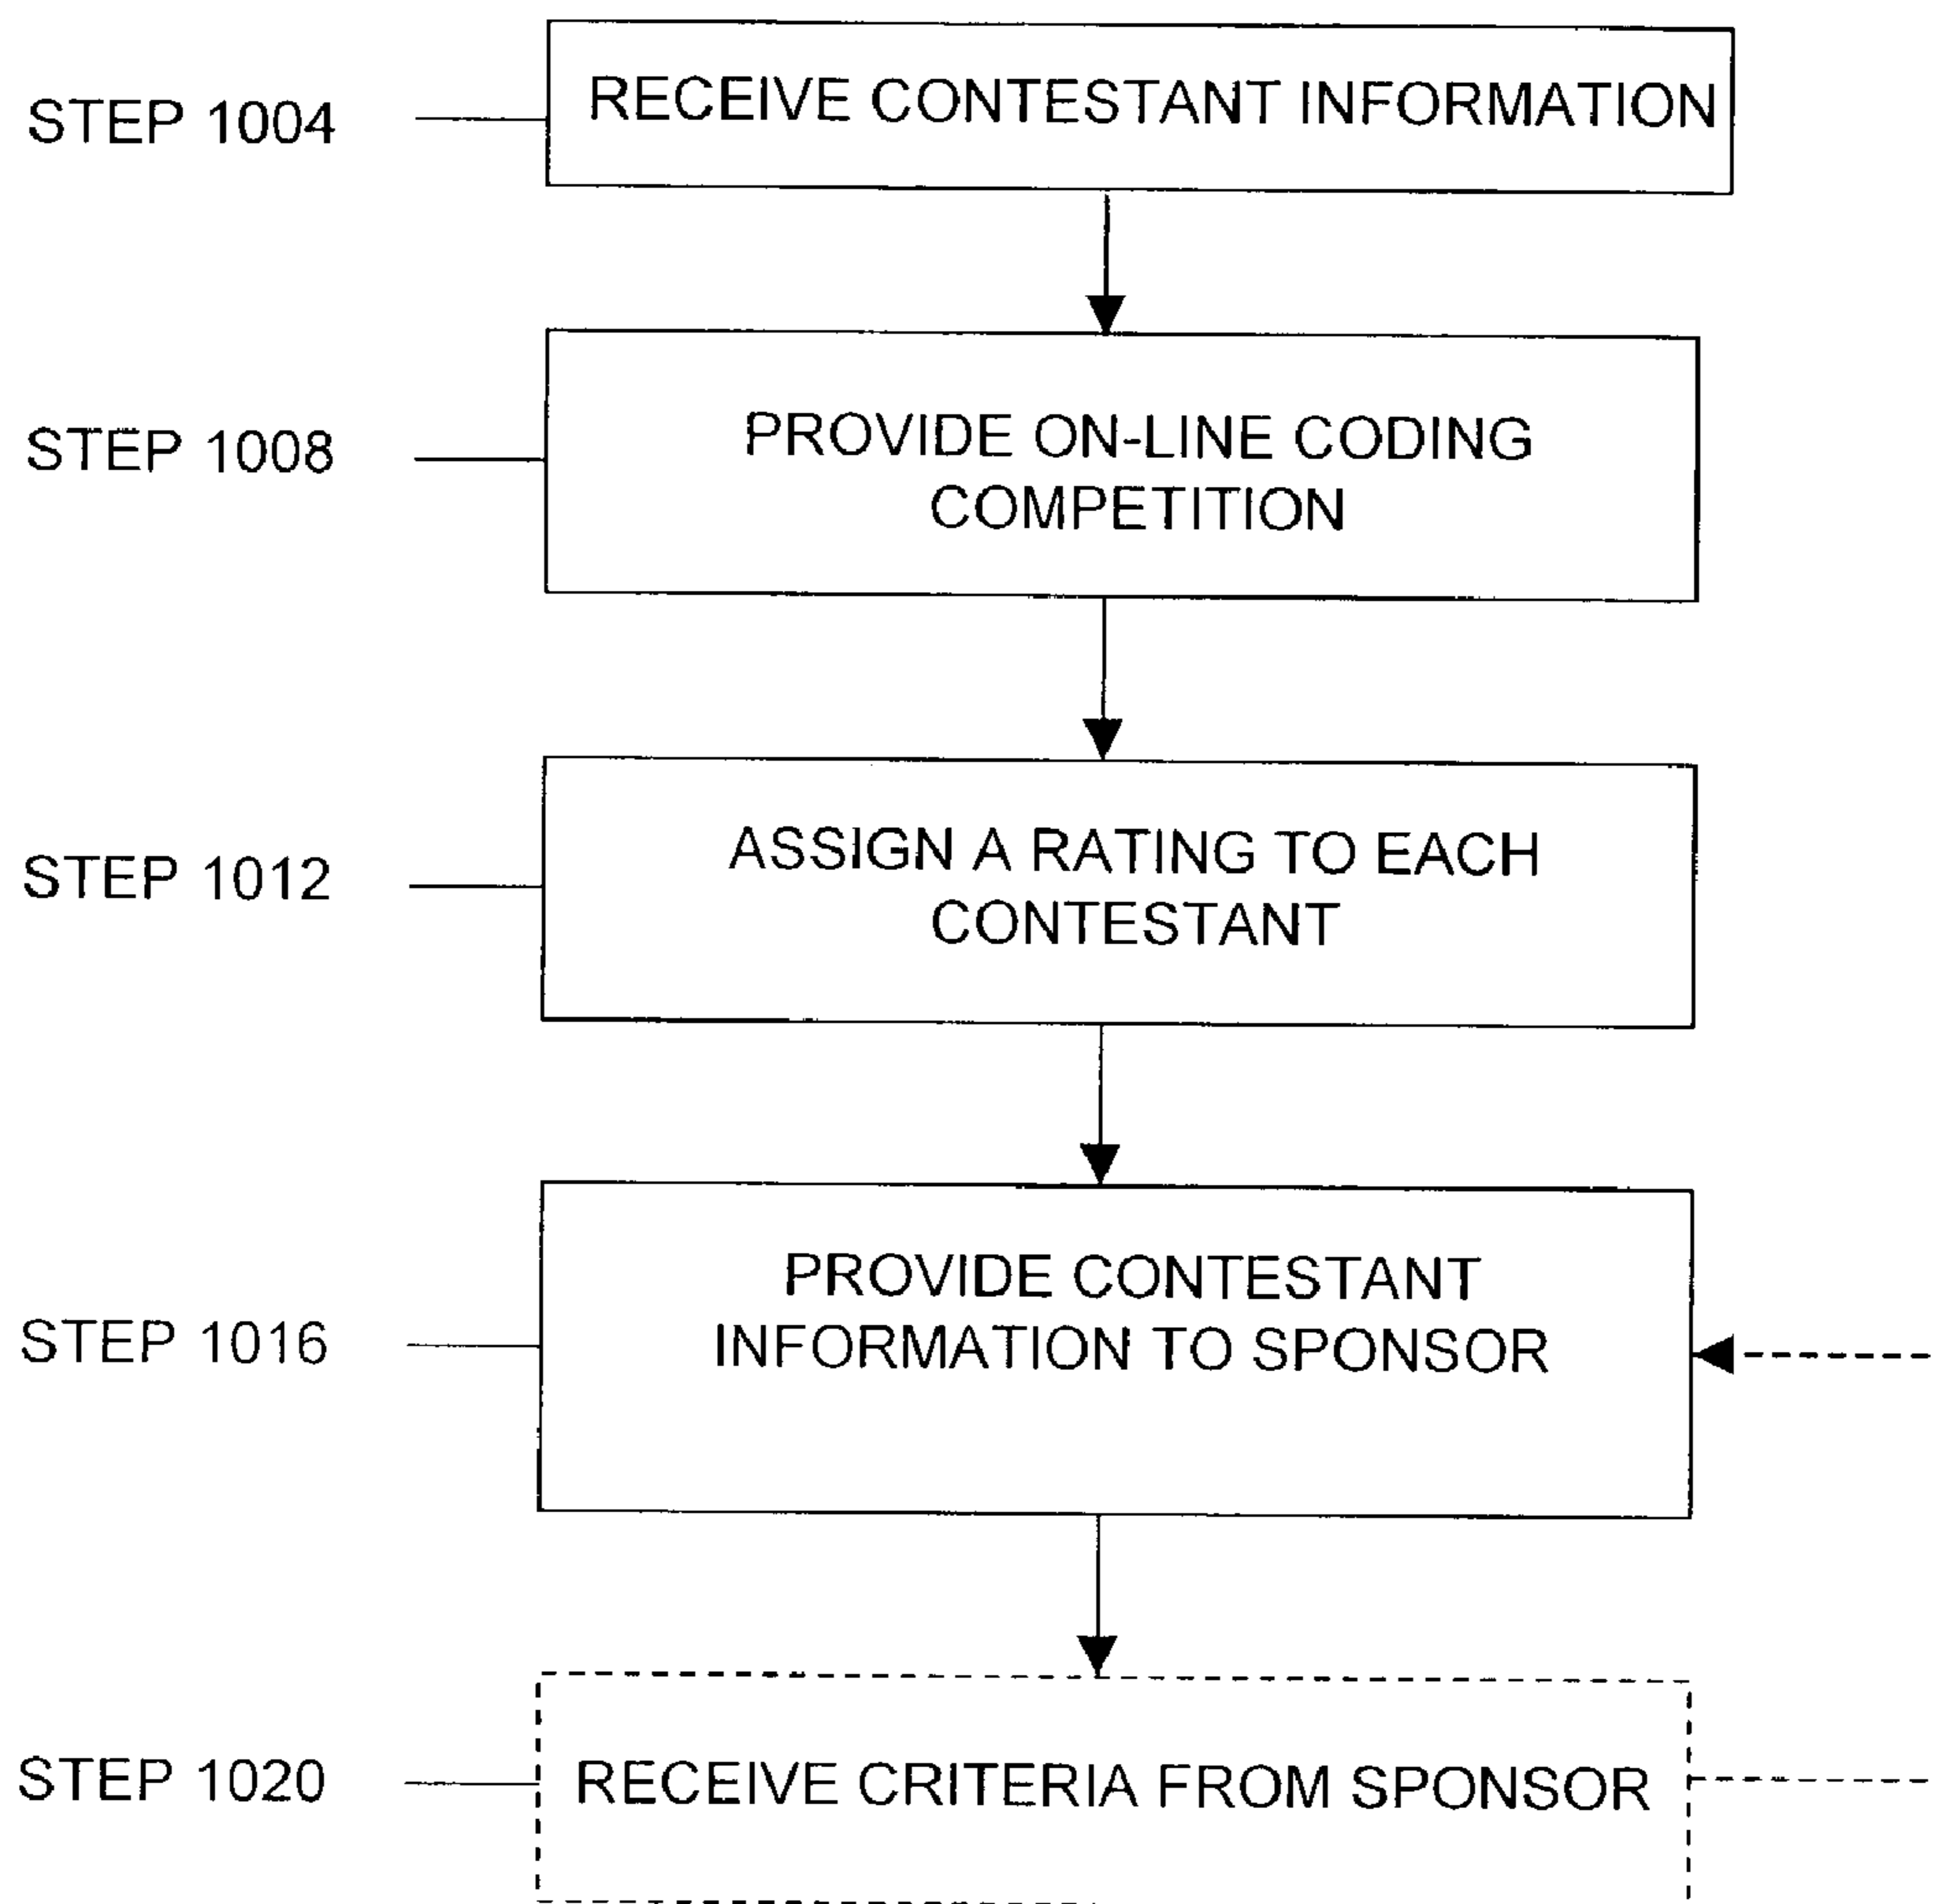 STEP 1004
RECEIVE CONTESTANT INFORMATION
STEP 1008
PROVIDE ON-LINE CODING
COMPETITION
STEP 1012
ASSIGN A RATING TO EACH
CONTESTANT
STEP 1016
PROVIDE CONTESTANT
INFORMATION TO SPONSOR
STEP 1020
RECEIVE CRITERIA FROM SPONSOR